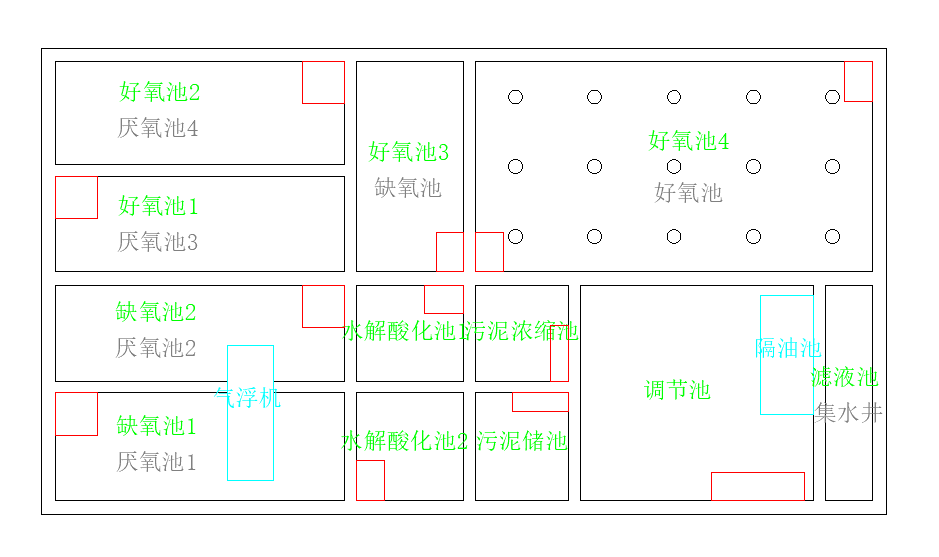 好氧池2
厌氧池4
好氧池3
缺氧池
好氧池4
好氧池
好氧池1
厌氧池3
缺氧池2
厌氧池2
水解酸化池1
污泥浓缩池
隔油池
滤液池
集水井
调节池
气浮机
缺氧池1
厌氧池1
水解酸化池2
污泥储池